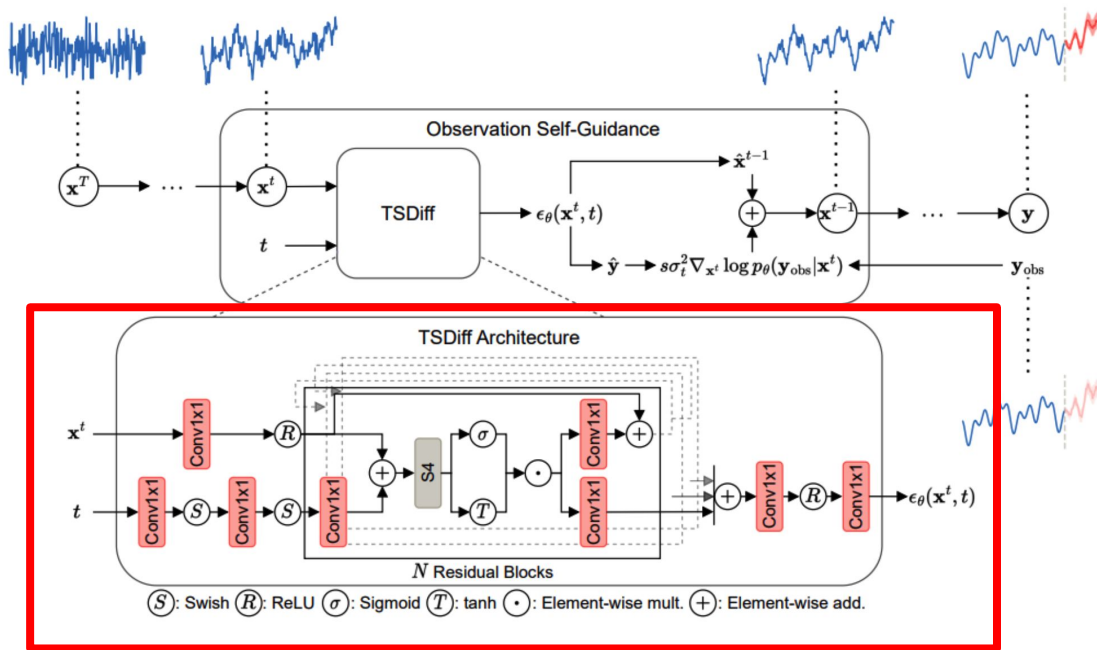 Observation Self-Guidance
x^T
...
x^t
t
TSDiff
ϵ_θ(x^t, t)
x̂^{t−1}
+
ŷ
sσ_t^2 ∇_{x^t} log p_θ(y_obs|x^t)
x^{t−1}
...
y
y_obs
TSDiff Architecture
x^t
Conv1x1
R
t
Conv1x1
S
Conv1x1
S
Conv1x1
+
S4
σ
T
·
Conv1x1
+
Conv1x1
+
Conv1x1
R
Conv1x1
ϵ_θ(x^t, t)
N Residual Blocks
S: Swish R: ReLU σ: Sigmoid T: tanh ·: Element-wise mult. +: Element-wise add.